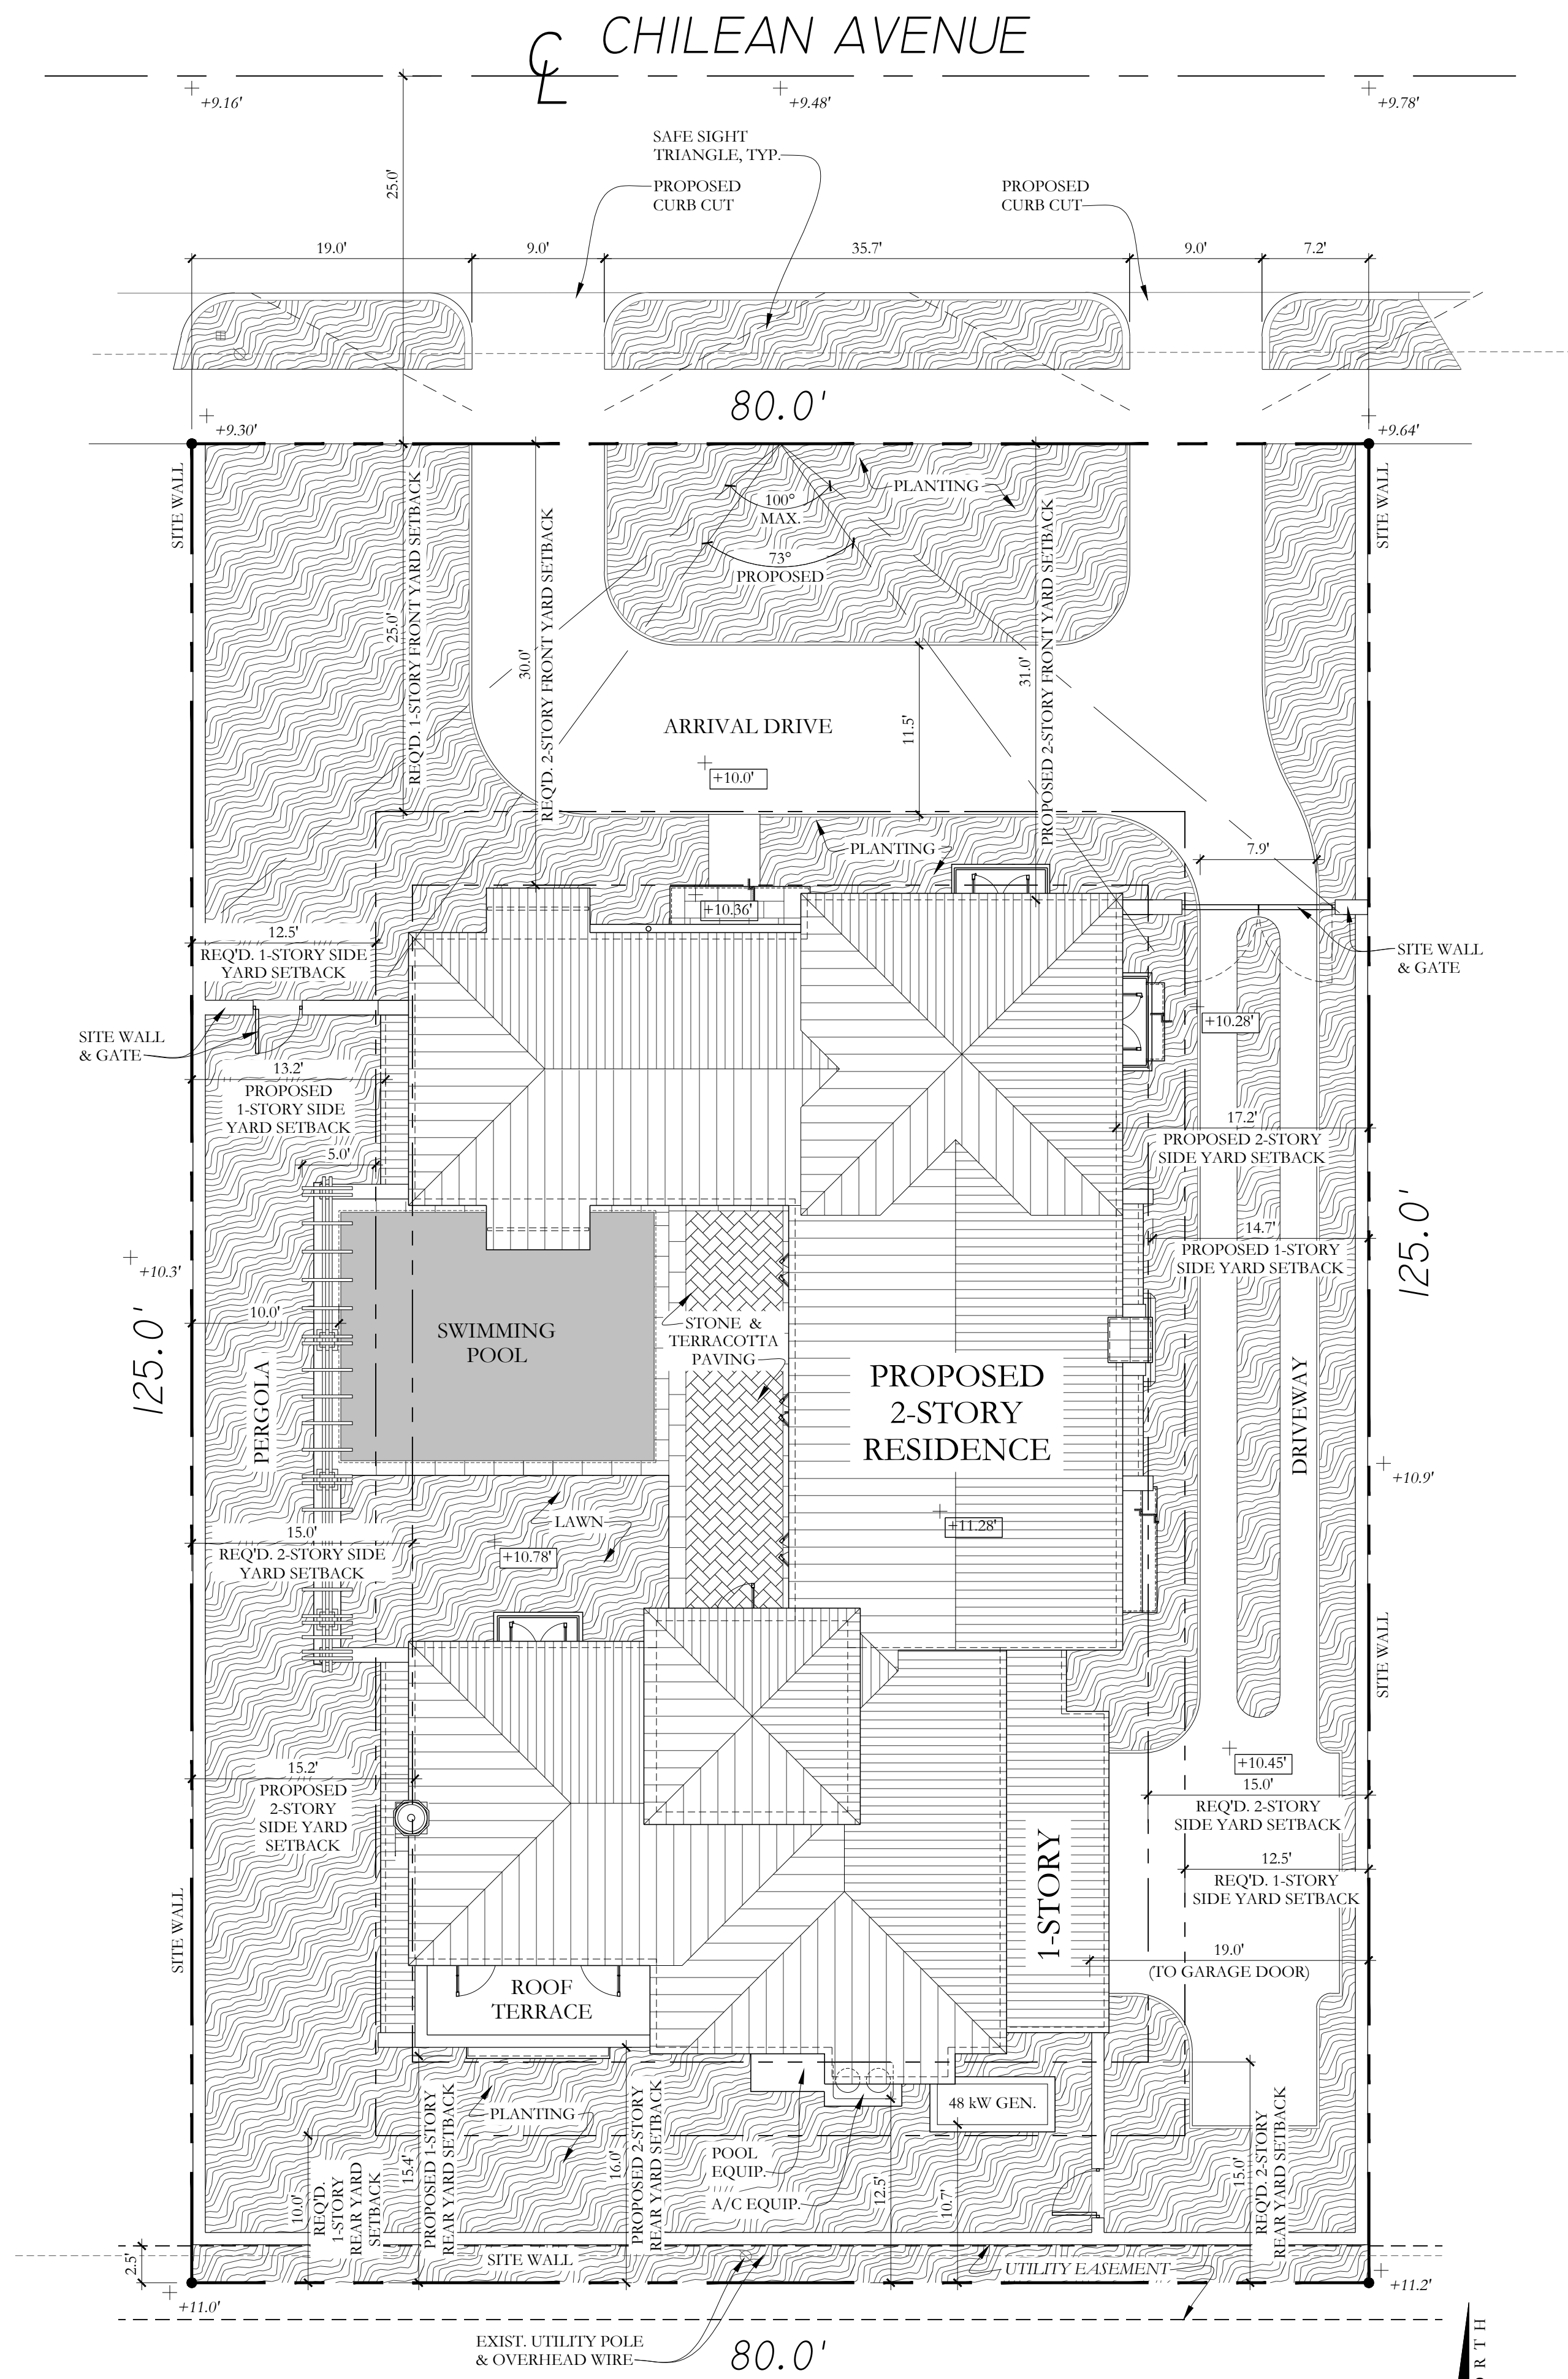 CHILEAN AVENUE
CL
+9.16'
+9.48'
+9.78'
SAFE SIGHT
TRIANGLE, TYP.
PROPOSED
CURB CUT
PROPOSED
CURB CUT
25.0'
19.0'
9.0'
35.7'
9.0'
7.2'
80.0'
+9.30'
+9.64'
SITE WALL
SITE WALL
25.0'
REQ'D. 1-STORY FRONT YARD SETBACK
30.0'
REQ'D. 2-STORY FRONT YARD SETBACK
100°
MAX.
73°
PROPOSED
PLANTING
31.0'
PROPOSED 2-STORY FRONT YARD SETBACK
ARRIVAL DRIVE
11.5'
+10.0'
PLANTING
7.9'
+10.36'
12.5'
REQ'D. 1-STORY SIDE
YARD SETBACK
SITE WALL
& GATE
SITE WALL
& GATE
+10.28'
13.2'
PROPOSED
1-STORY SIDE
YARD SETBACK
17.2'
PROPOSED 2-STORY
SIDE YARD SETBACK
5.0'
14.7'
PROPOSED 1-STORY
SIDE YARD SETBACK
125.0'
125.0'
+10.3'
10.0'
SWIMMING
POOL
STONE &
TERRACOTTA
PAVING
PERGOLA
PROPOSED
2-STORY
RESIDENCE
DRIVEWAY
+10.9'
LAWN
15.0'
REQ'D. 2-STORY SIDE
YARD SETBACK
+10.78'
+11.28'
SITE WALL
+10.45'
15.2'
PROPOSED
2-STORY
SIDE YARD
SETBACK
15.0'
REQ'D. 2-STORY
SIDE YARD SETBACK
12.5'
REQ'D. 1-STORY
SIDE YARD SETBACK
1-STORY
SITE WALL
19.0'
(TO GARAGE DOOR)
ROOF
TERRACE
PLANTING
48 kW GEN.
POOL
EQUIP.
A/C EQUIP.
10.0'
REQ'D.
1-STORY
REAR YARD
SETBACK
15.4'
PROPOSED 1-STORY
REAR YARD SETBACK
16.0'
PROPOSED 2-STORY
REAR YARD SETBACK
12.5'
10.7'
15.0'
REQ'D. 2-STORY
REAR YARD SETBACK
2.5'
SITE WALL
UTILITY EASEMENT
+11.0'
+11.2'
EXIST. UTILITY POLE
& OVERHEAD WIRE
80.0'